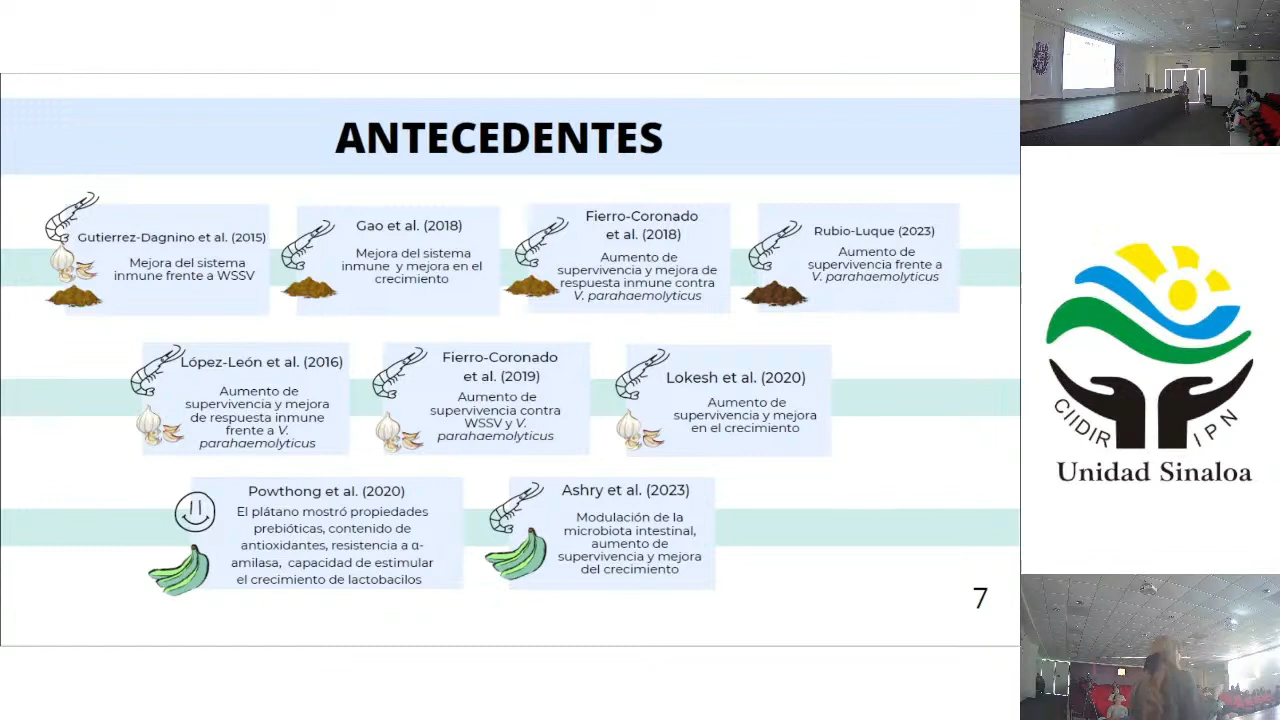 ANTECEDENTES
Gutierrez-Dagnino et al. (2015)
Mejora del sistema
inmune frente a WSSV
Gao et al. (2018)
Mejora del sistema
inmune y mejora en el
crecimiento
Fierro-Coronado
et al. (2018)
Aumento de
supervivencia y mejora de
respuesta inmune contra
V. parahaemolyticus
Rubio-Luque (2023)
Aumento de
supervivencia frente a
V. parahaemolyticus
López-León et al. (2016)
Aumento de
supervivencia y mejora
de respuesta inmune
frente a V.
parahaemolyticus
Fierro-Coronado
et al. (2019)
Aumento de
supervivencia contra
WSSV y V.
parahaemolyticus
Lokesh et al. (2020)
Aumento de
supervivencia y mejora
en el crecimiento
Powthong et al. (2020)
El plátano mostró propiedades
prebióticas, contenido de
antioxidantes, resistencia a α-
amilasa, capacidad de estimular
el crecimiento de lactobacilos
Ashry et al. (2023)
Modulación de la
microbiota intestinal,
aumento de
supervivencia y mejora
del crecimiento
7
CIIDIR IPN
Unidad Sinaloa